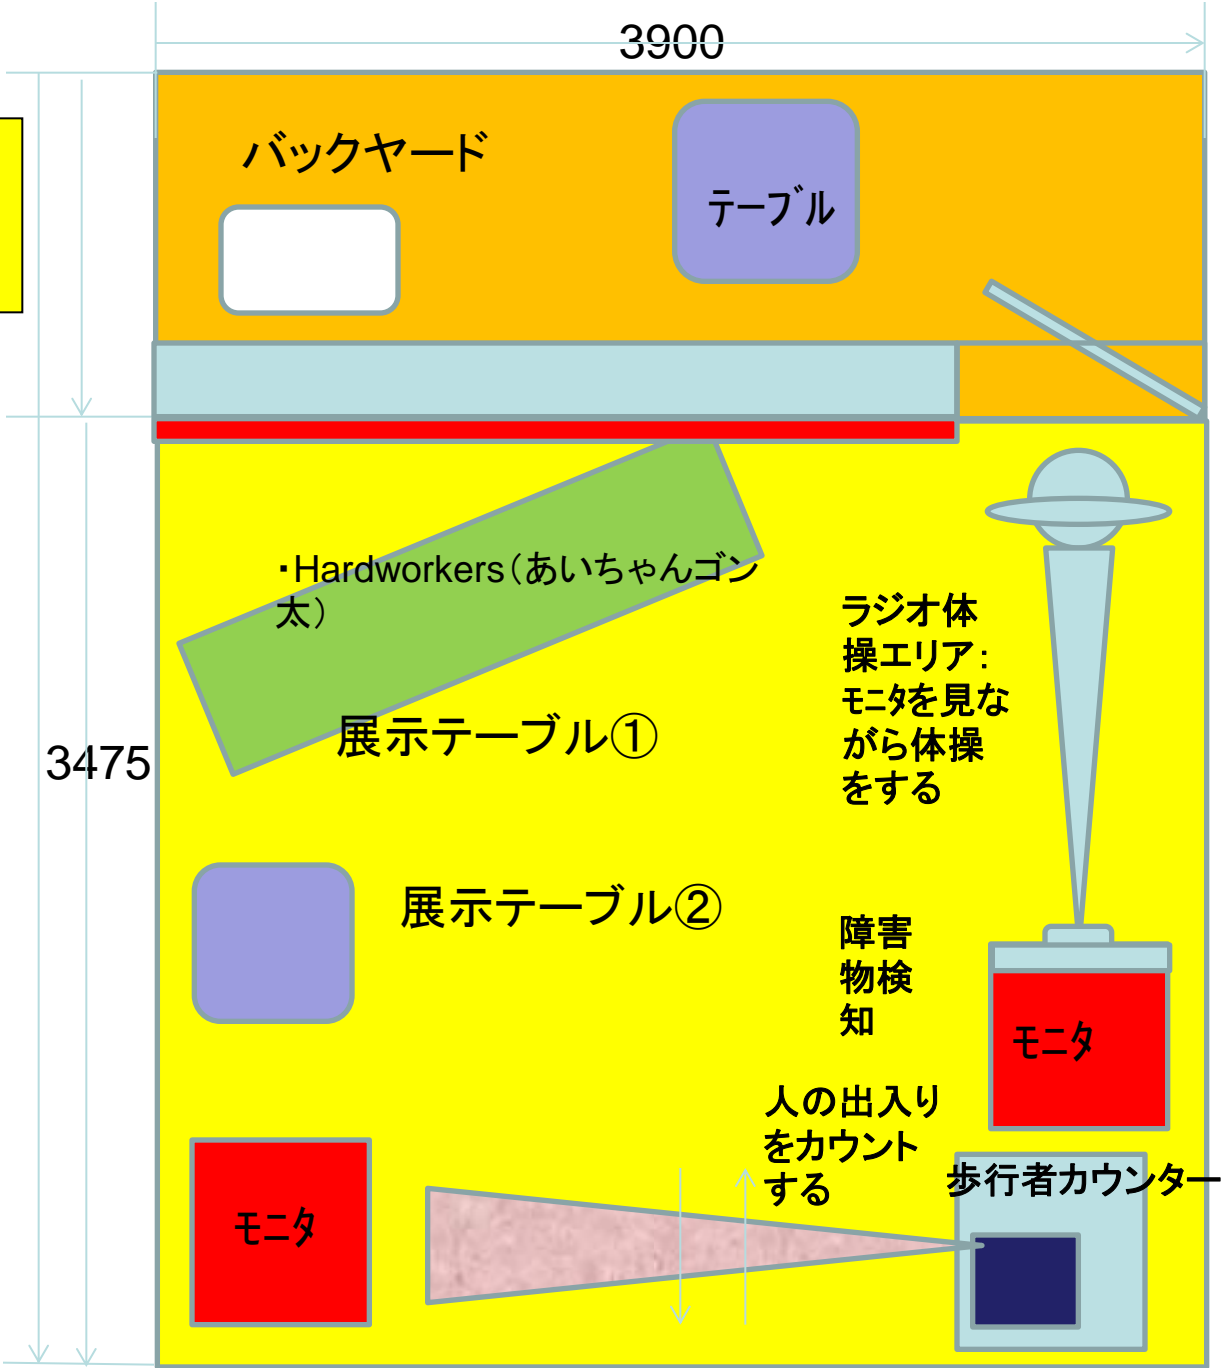 3900
バックヤード
テーブル
・Hardworkers（あいちゃんゴン
太）
ラジオ体
操エリア：
モニタを見な
がら体操
をする
展示テーブル①
3475
展示テーブル②
障害
物検
知
モニタ
人の出入り
をカウント
する
歩行者カウンター
モニタ